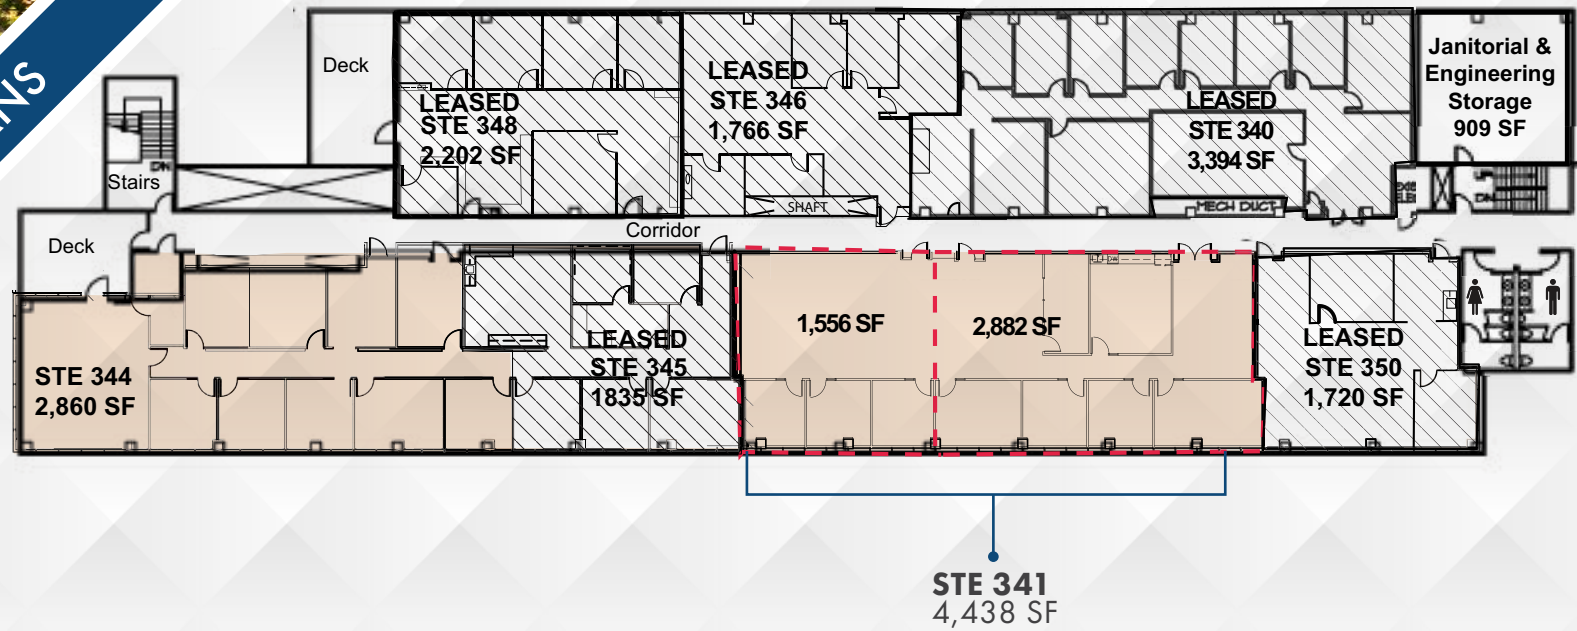 NS
Deck
LEASED
STE 348
2,202 SF
LEASED
STE 346
1,766 SF
LEASED
STE 340
3,394 SF
Janitorial &
Engineering
Storage
909 SF
DN
Stairs
SHAFT
MECH DUCT
DN
Corridor
Deck
STE 344
2,860 SF
LEASED
STE 345
1835 SF
1,556 SF
2,882 SF
DW
LEASED
STE 350
1,720 SF
STE 341
4,438 SF